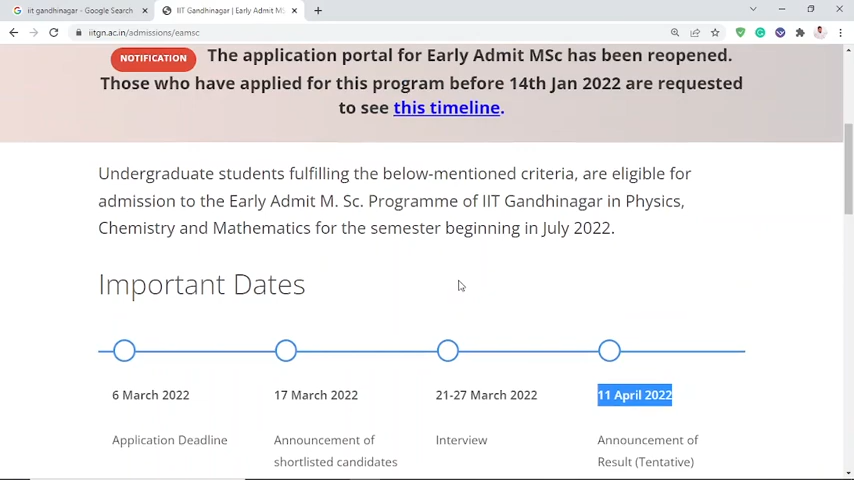 iit gandhinagar - Google Search
IIT Gandhinagar | Early Admit MS
iitgn.ac.in/admissions/eamsc
NOTIFICATION The application portal for Early Admit MSc has been reopened.
Those who have applied for this program before 14th Jan 2022 are requested
to see this timeline.
Undergraduate students fulfilling the below-mentioned criteria, are eligible for
admission to the Early Admit M. Sc. Programme of IIT Gandhinagar in Physics,
Chemistry and Mathematics for the semester beginning in July 2022.
Important Dates
6 March 2022
17 March 2022
21-27 March 2022
11 April 2022
Application Deadline
Announcement of
shortlisted candidates
Interview
Announcement of
Result (Tentative)